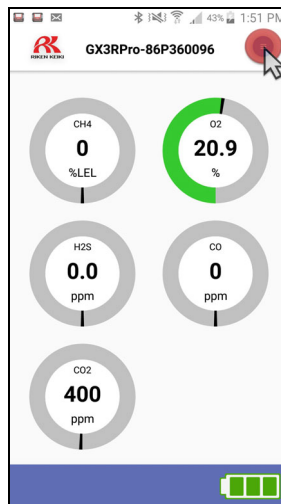 43% 1:51 PM
RIKEN KEIKI
GX3RPro-86P360096
CH4
0
%LEL
O2
20.9
%
H2S
0.0
ppm
CO
0
ppm
CO2
400
ppm